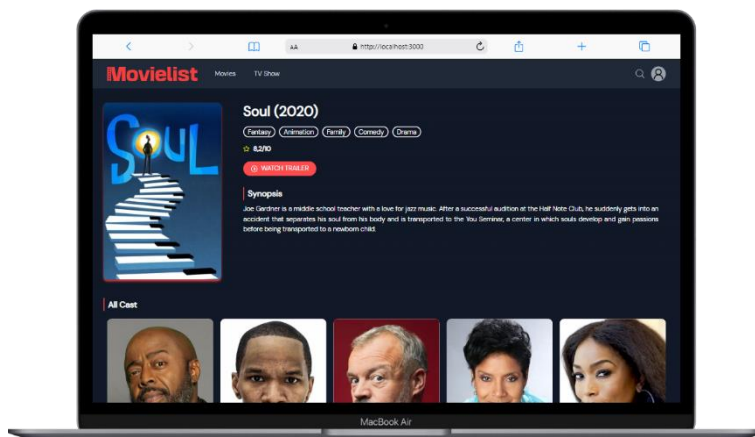 AA
http://localhost:3000
Movielist
Movies
TV Show
SOUL
Soul (2020)
Fantasy
Animation
Family
Comedy
Drama
8,2/10
WATCH TRAILER
Synopsis
Joe Gardner is a middle school teacher with a love for jazz music. After a successful audition at the Half Note Club, he suddenly gets into an
accident that separates his soul from his body and is transported to the You Seminar, a center in which souls develop and gain passions
before being transported to a newborn child.
All Cast
MacBook Air